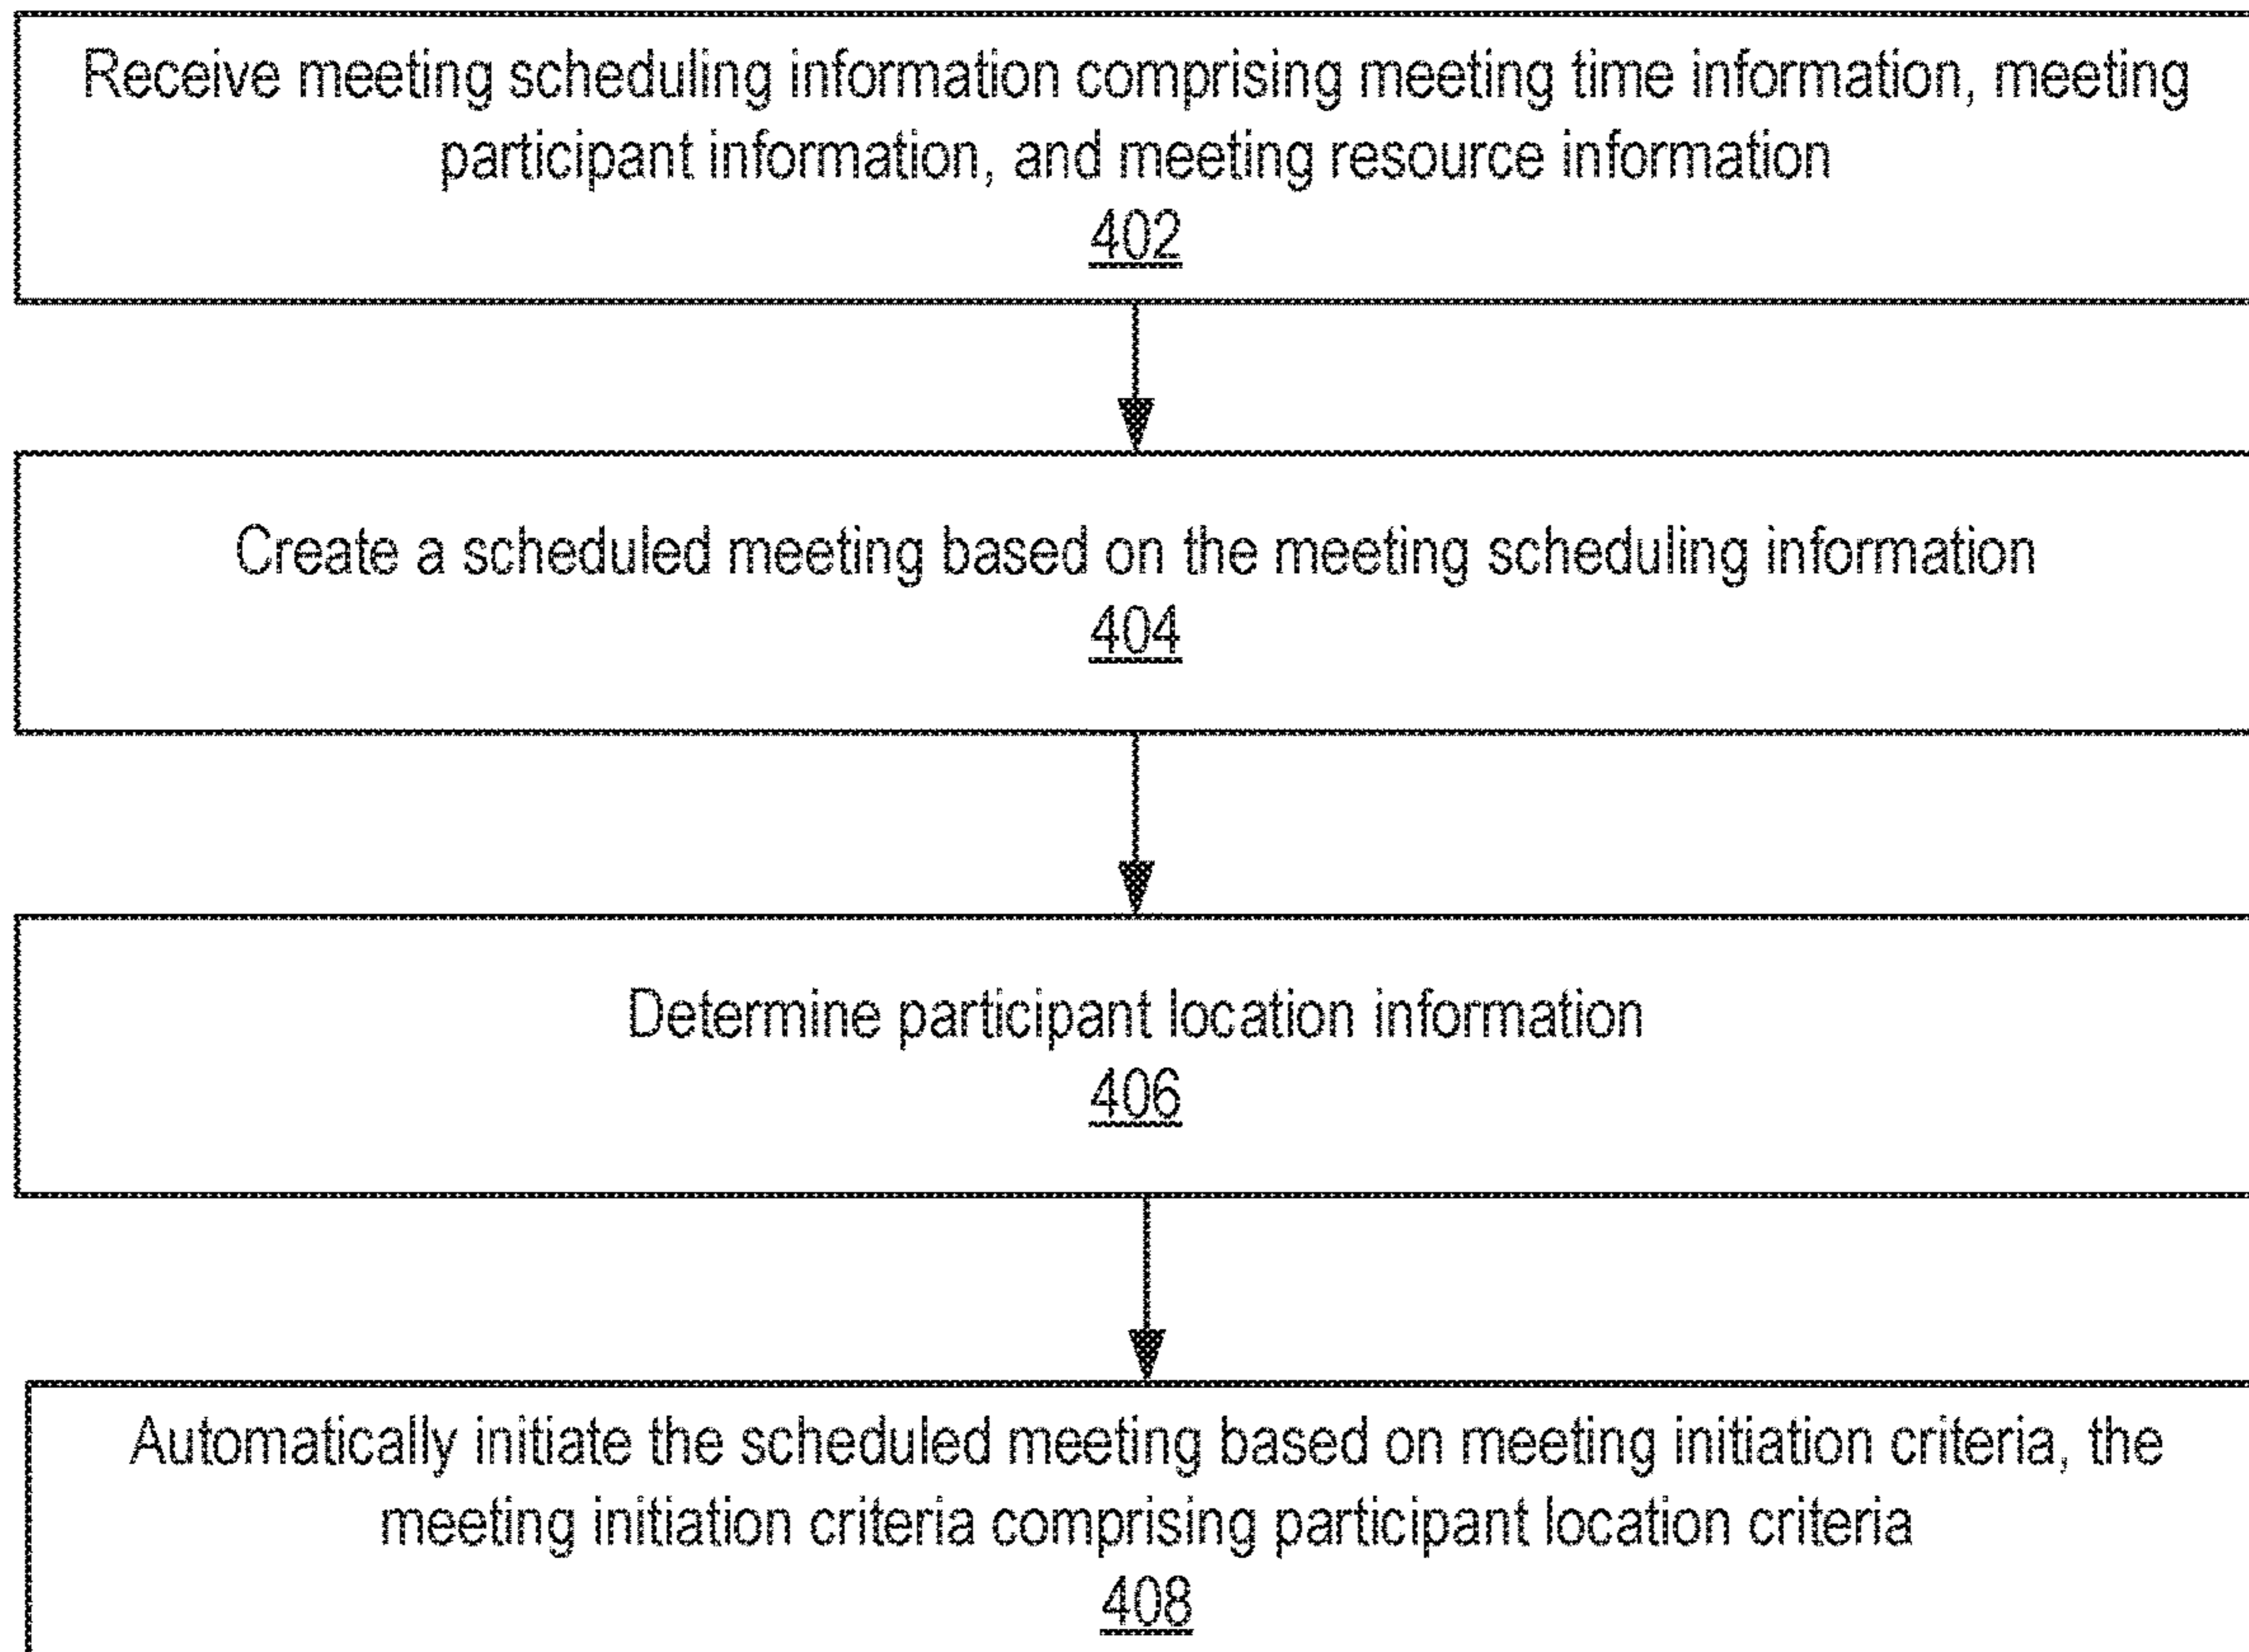 Receive meeting scheduling information comprising meeting time information, meeting
participant information, and meeting resource information
402
Create a scheduled meeting based on the meeting scheduling information
404
Determine participant location information
406
Automatically initiate the scheduled meeting based on meeting initiation criteria, the
meeting initiation criteria comprising participant location criteria
408